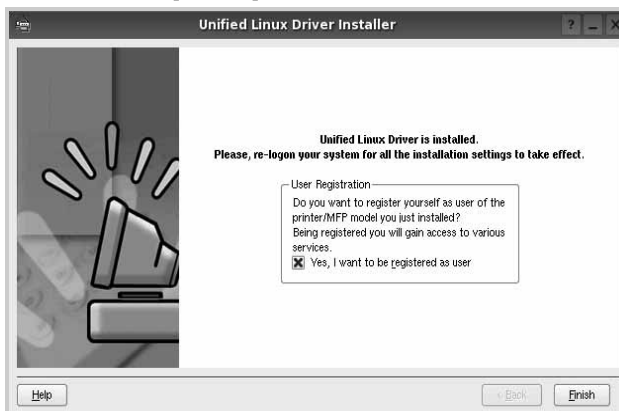 Unified Linux Driver Installer
Unified Linux Driver is installed.
Please, re-logon your system for all the installation settings to take effect.
User Registration
Do you want to register yourself as user of the
printer/MFP model you just installed?
Being registered you will gain access to various
services.
Yes, I want to be registered as user
Help
< Back
Finish